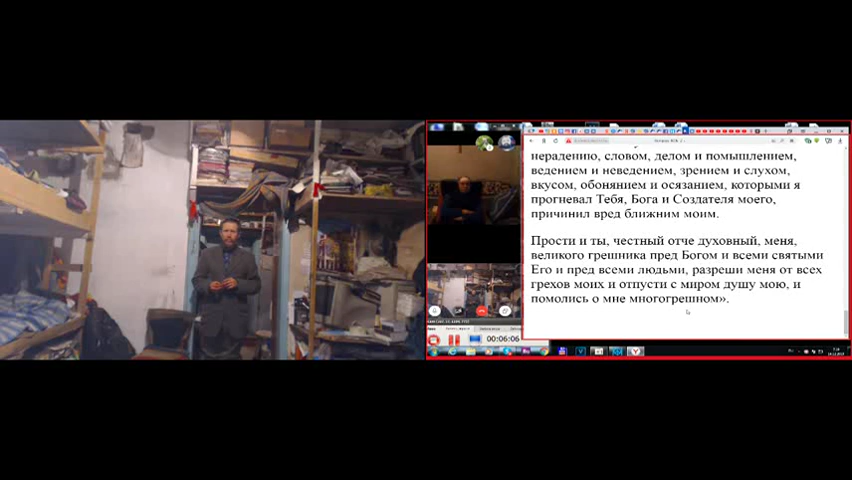 нерадению, словом, делом и помышлением,
ведением и неведением, зрением и слухом,
вкусом, обонянием и осязанием, которыми я
прогневал Тебя, Бога и Создателя моего,
причинил вред ближним моим.
Прости и ты, честный отче духовный, меня,
великого грешника пред Богом и всеми святыми
Его и пред всеми людьми, разреши меня от всех
грехов моих и отпусти с миром душу мою, и
помолись о мне многогрешном».
00:06:06